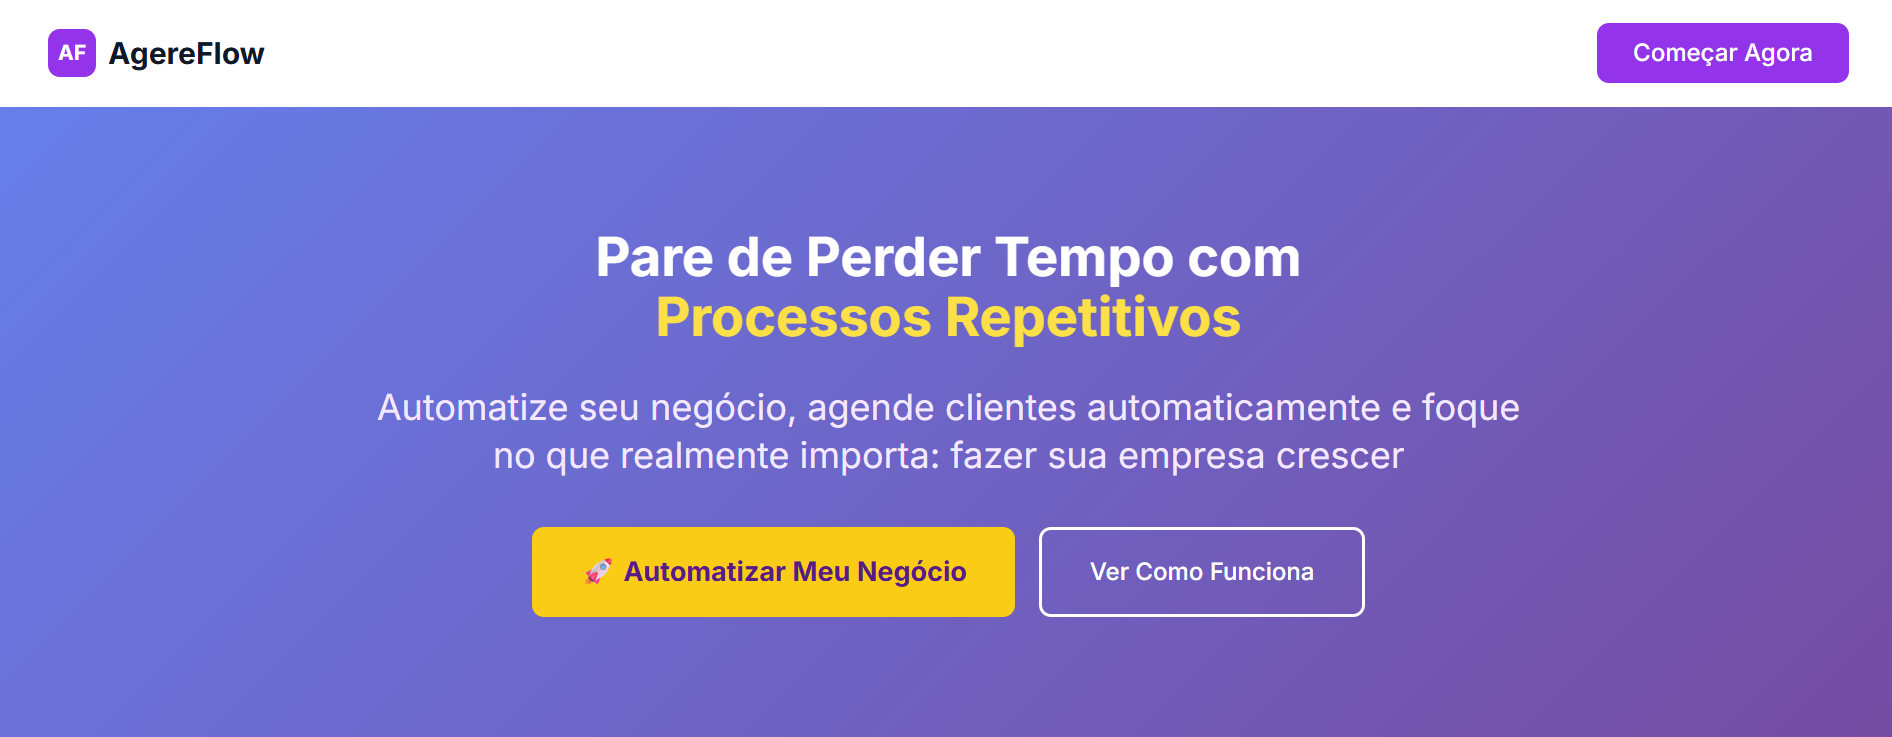 AF AgereFlow
Começar Agora
Pare de Perder Tempo com
Processos Repetitivos
Automatize seu negócio, agende clientes automaticamente e foque
no que realmente importa: fazer sua empresa crescer
🚀 Automatizar Meu Negócio
Ver Como Funciona